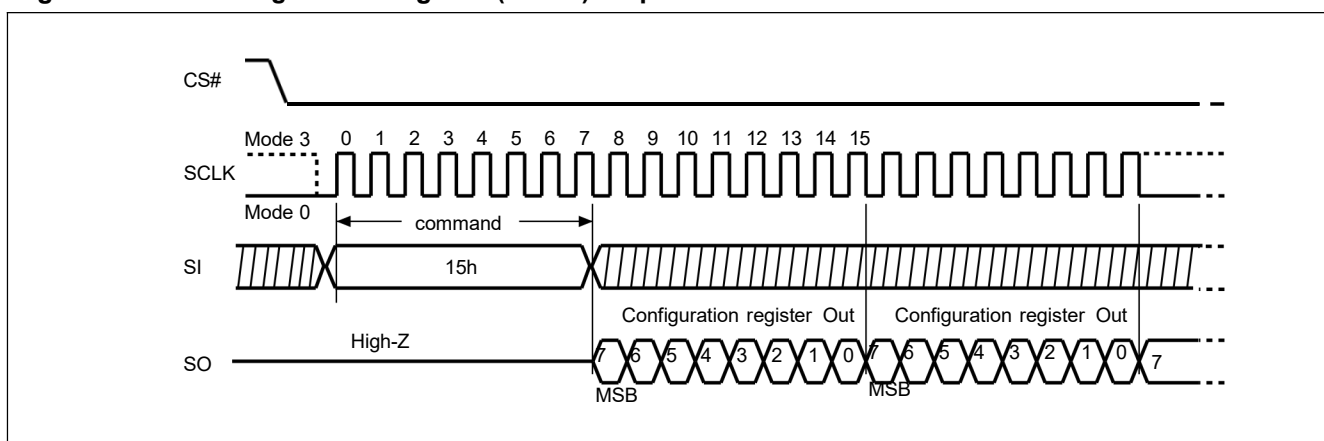 CS#
Mode 3 0 1 2 3 4 5 6 7 8 9 10 11 12 13 14 15
SCLK
Mode 0
command
SI 15h
Configuration register Out Configuration register Out
High-Z
SO 7 6 5 4 3 2 1 0 7 6 5 4 3 2 1 0 7
MSB MSB